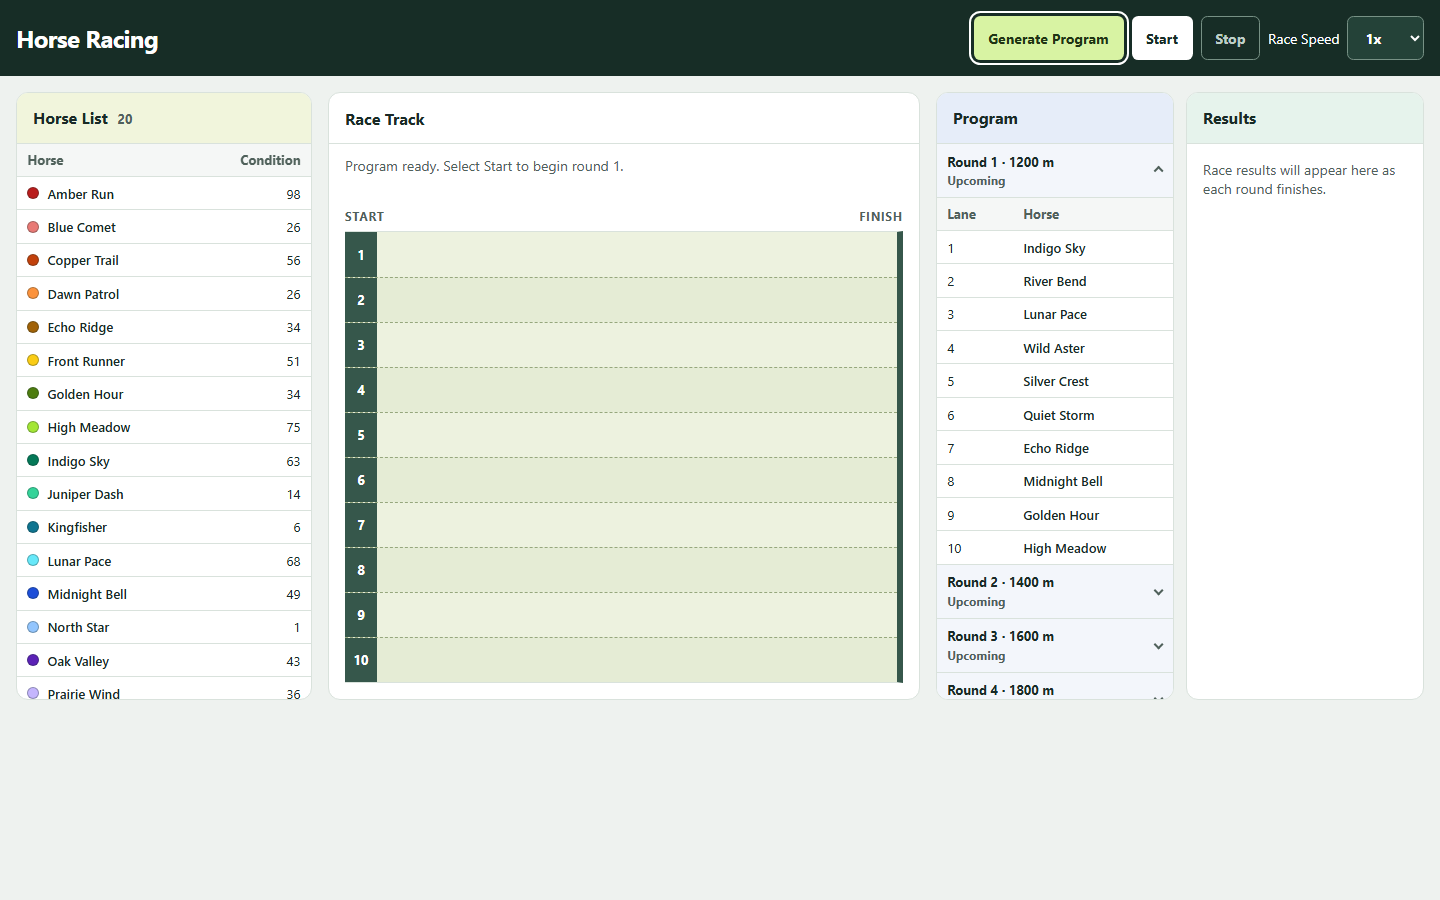 Horse Racing
Generate Program
Start
Stop
Race Speed
1x
Horse List 20
Horse Condition
Amber Run 98
Blue Comet 26
Copper Trail 56
Dawn Patrol 26
Echo Ridge 34
Front Runner 51
Golden Hour 34
High Meadow 75
Indigo Sky 63
Juniper Dash 14
Kingfisher 6
Lunar Pace 68
Midnight Bell 49
North Star 1
Oak Valley 43
Prairie Wind 36
Race Track
Program ready. Select Start to begin round 1.
START FINISH
1
2
3
4
5
6
7
8
9
10
Program
Round 1 · 1200 m
Upcoming
Lane Horse
1 Indigo Sky
2 River Bend
3 Lunar Pace
4 Wild Aster
5 Silver Crest
6 Quiet Storm
7 Echo Ridge
8 Midnight Bell
9 Golden Hour
10 High Meadow
Round 2 · 1400 m
Upcoming
Round 3 · 1600 m
Upcoming
Round 4 · 1800 m
Results
Race results will appear here as
each round finishes.